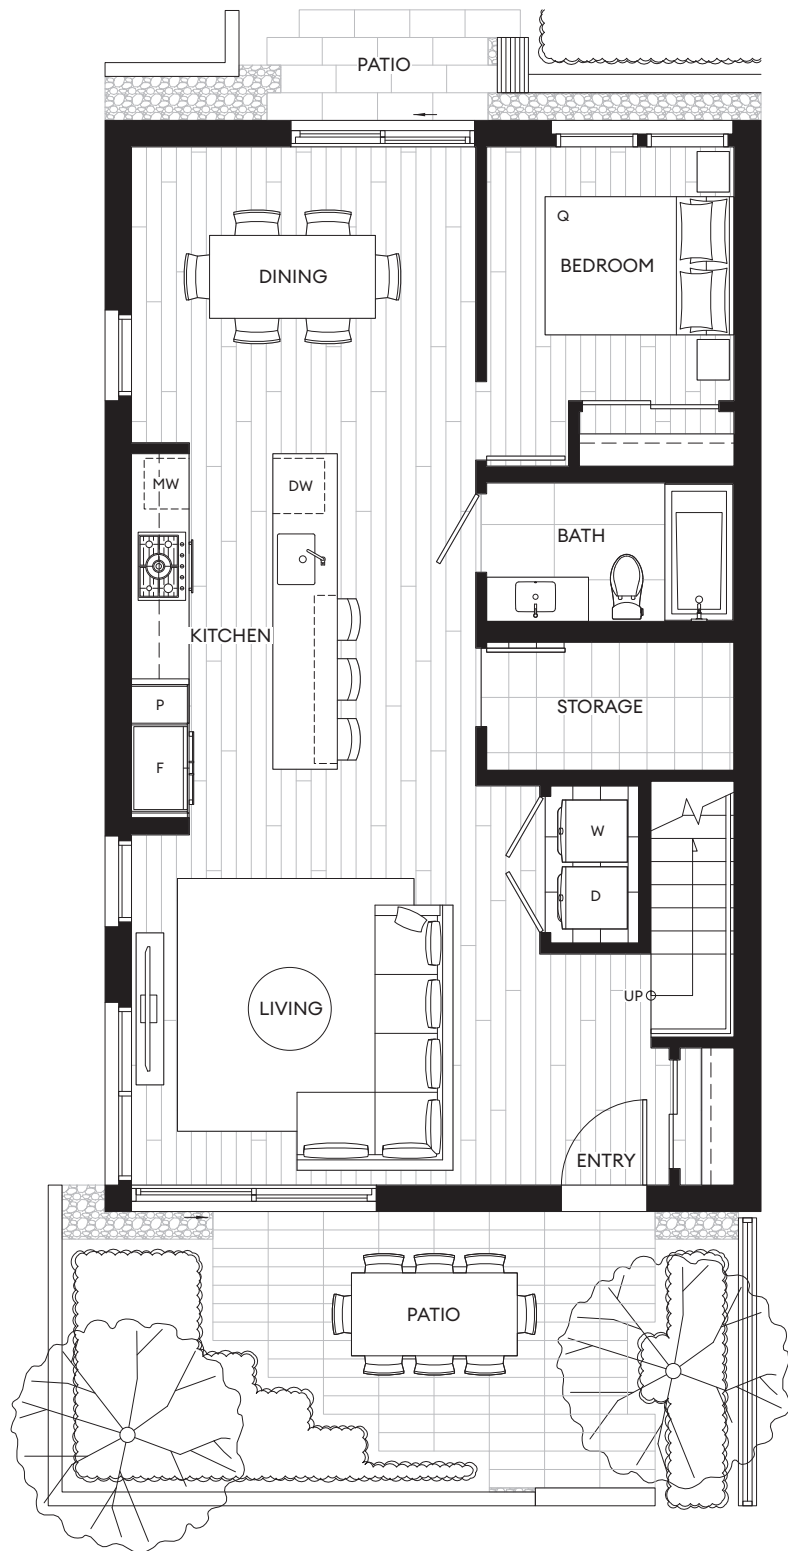 PATIO
Q
DINING
BEDROOM
MW
DW
BATH
KITCHEN
P
STORAGE
F
W
D
UP
LIVING
ENTRY
PATIO